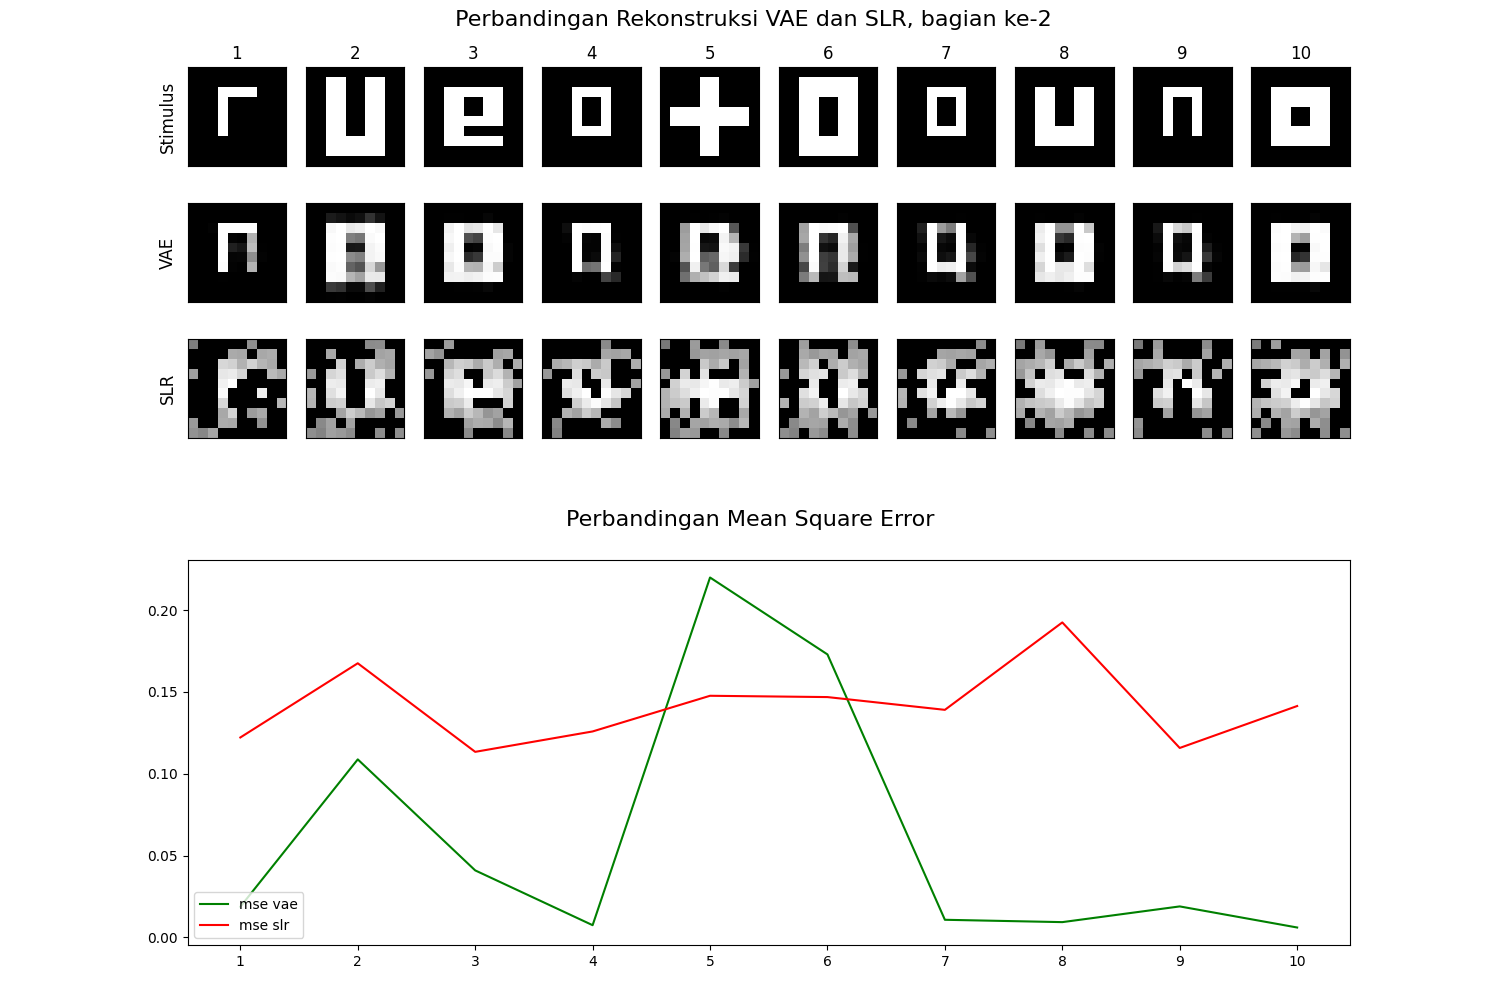 Perbandingan Rekonstruksi VAE dan SLR, bagian ke-2
1 2 3 4 5 6 7 8 9 10
Stimulus
VAE
SLR
Perbandingan Mean Square Error
0.20
0.15
0.10
0.05
0.00
mse vae
mse slr
1 2 3 4 5 6 7 8 9 10